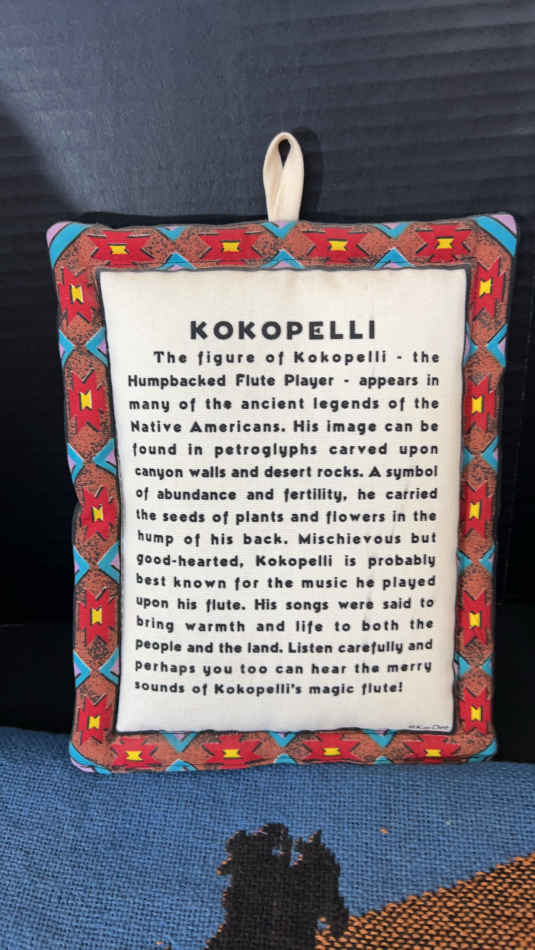 KOKOPELLI
The figure of Kokopelli - the
Humpbacked Flute Player - appears in
many of the ancient legends of the
Native Americans. His image can be
found in petroglyphs carved upon
canyon walls and desert rocks. A symbol
of abundance and fertility, he carried
the seeds of plants and flowers in the
hump of his back. Mischievous but
good-hearted, Kokopelli is probably
best known for the music he played
upon his flute. His songs were said to
bring warmth and life to both the
people and the land. Listen carefully and
perhaps you too can hear the merry
sounds of Kokopelli's magic flute!